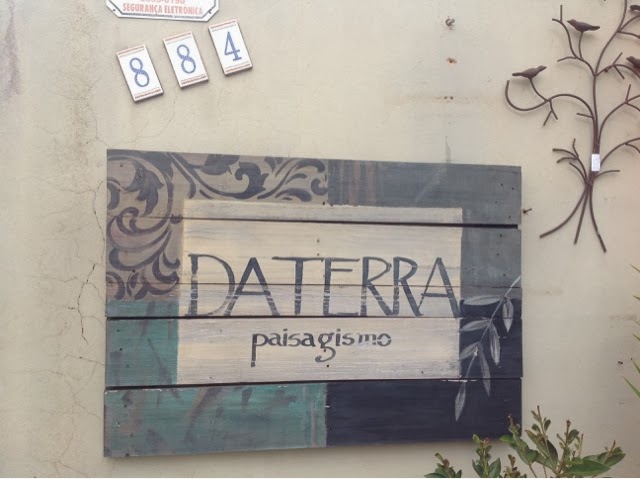 SEGURANÇA ELETRÔNICA
884
DATERRA
paisagismo